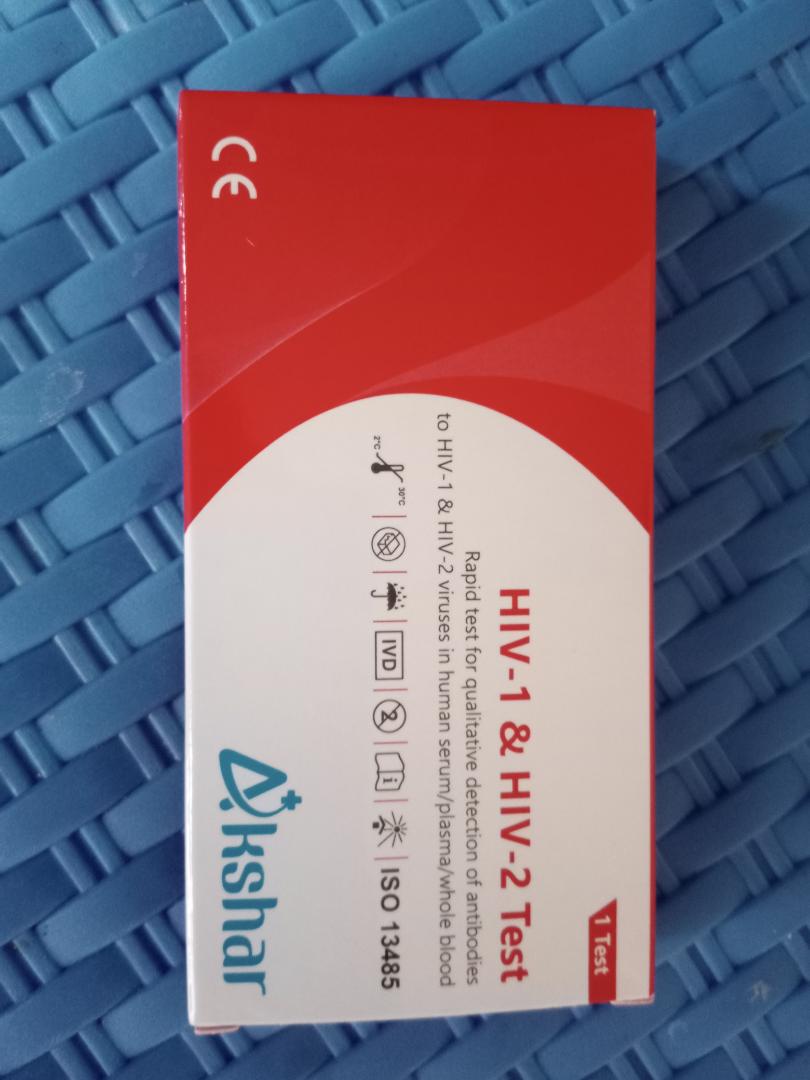 1 Test
HIV-1 & HIV-2 Test
Rapid test for qualitative detection of antibodies
to HIV-1 & HIV-2 viruses in human serum/plasma/whole blood
2°C 30°C IVD 2 i ISO 13485
CE Akshar